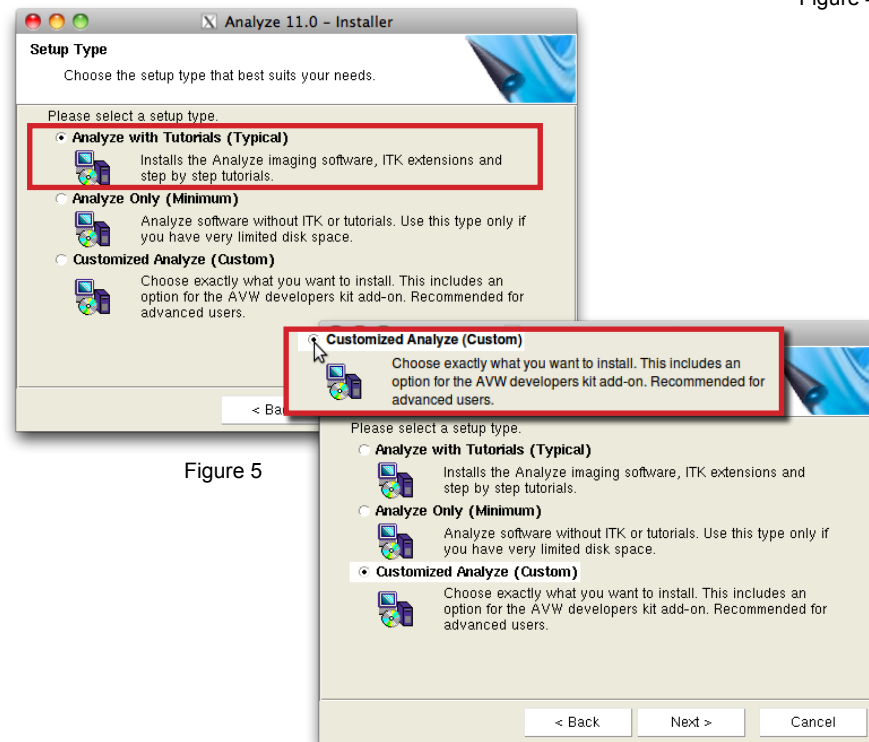 Figure
Analyze 11.0 – Installer
Setup Type
Choose the setup type that best suits your needs.
Please select a setup type.
Analyze with Tutorials (Typical)
Installs the Analyze imaging software, ITK extensions and
step by step tutorials.
Analyze Only (Minimum)
Analyze software without ITK or tutorials. Use this type only if
you have very limited disk space.
Customized Analyze (Custom)
Choose exactly what you want to install. This includes an
option for the AVW developers kit add-on. Recommended for
advanced users.
< Ba
Figure 5
Customized Analyze (Custom)
Choose exactly what you want to install. This includes an
option for the AVW developers kit add-on. Recommended for
advanced users.
Please select a setup type.
Analyze with Tutorials (Typical)
Installs the Analyze imaging software, ITK extensions and
step by step tutorials.
Analyze Only (Minimum)
Analyze software without ITK or tutorials. Use this type only if
you have very limited disk space.
Customized Analyze (Custom)
Choose exactly what you want to install. This includes an
option for the AVW developers kit add-on. Recommended for
advanced users.
< Back Next > Cancel